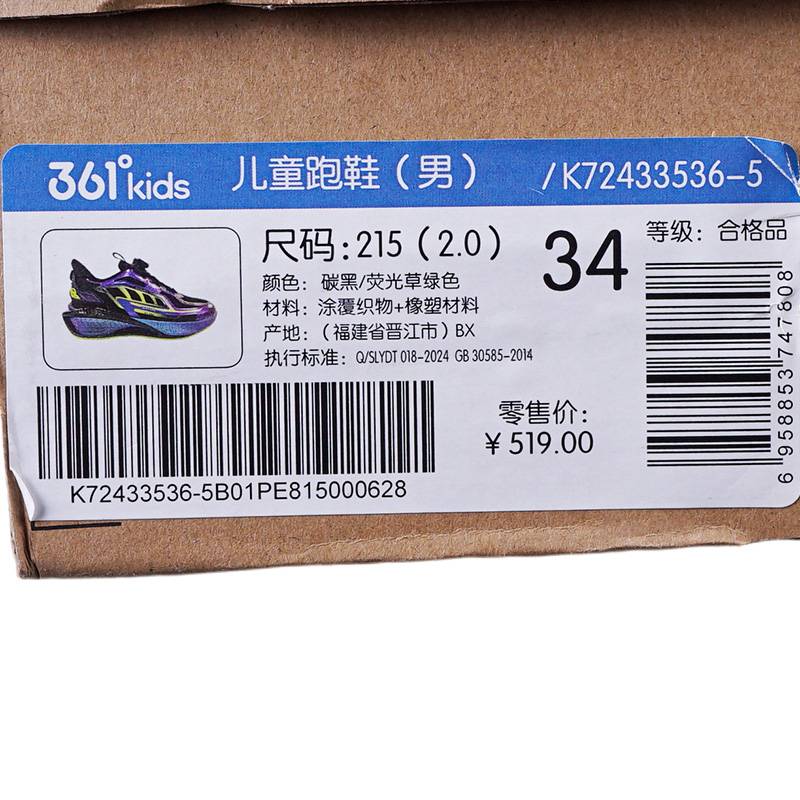 361°kids 儿童跑鞋(男) /K72433536-5
尺码:215(2.0) 34 等级:合格品
颜色:碳黑/荧光草绿色
材料:涂覆织物+橡塑材料
产地:(福建省晋江市)BX
执行标准:Q/SLYDT 018-2024 GB 30585-2014
零售价:
¥519.00
K72433536-5B01PE815000628
6958853747808